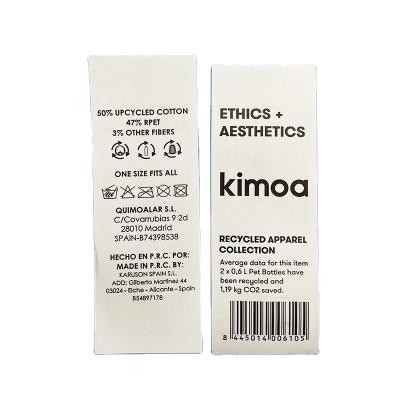 50% UPCYCLED COTTON
47% RPET
3% OTHER FIBERS
ONE SIZE FITS ALL
QUIMOALAR S.L.
C/Covarrubias 9 2d
28010 Madrid
SPAIN-B74398538
HECHO EN P.R.C. POR:
MADE IN P.R.C. BY:
KARUSON SPAIN S.L.
ADD: Gilberto Martinez 44
03024 - Elche - Alicante - Spain
B54897178
ETHICS +
AESTHETICS
kimoa
RECYCLED APPAREL
COLLECTION
Average data for this item
2 x 0,6 L Pet Bottles have
been recycled and
1,19 kg CO2 saved.
8 445014 006105